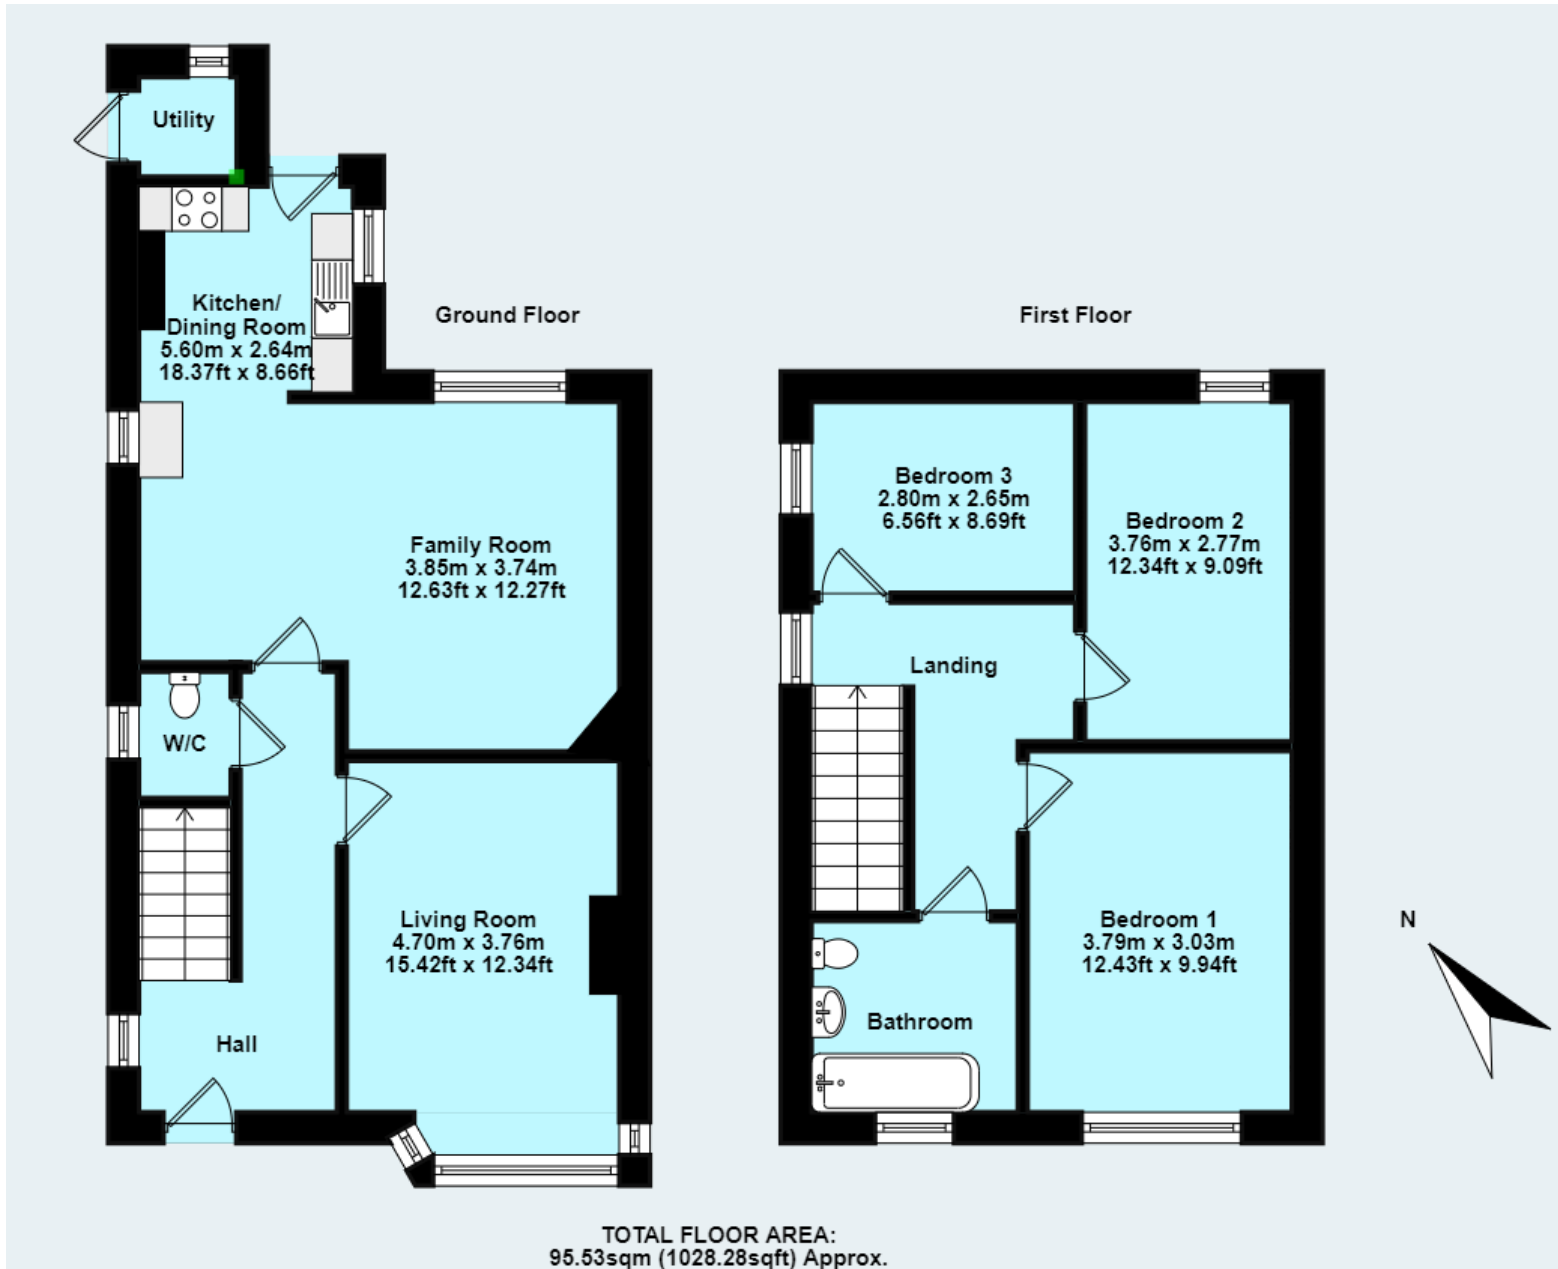 Utility
Kitchen/
Dining Room
5.60m x 2.64m
18.37ft x 8.66ft
Ground Floor
Family Room
3.85m x 3.74m
12.63ft x 12.27ft
W/C
Living Room
4.70m x 3.76m
15.42ft x 12.34ft
Hall
First Floor
Bedroom 3
2.80m x 2.65m
6.56ft x 8.69ft
Bedroom 2
3.76m x 2.77m
12.34ft x 9.09ft
Landing
Bedroom 1
3.79m x 3.03m
12.43ft x 9.94ft
Bathroom
N
TOTAL FLOOR AREA:
95.53sqm (1028.28sqft) Approx.